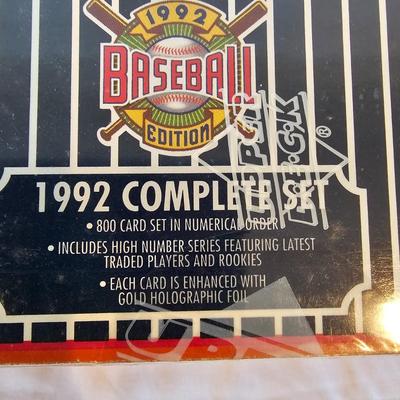 1992
BASEBALL
EDITION
1992 COMPLETE SET
• 800 CARD SET IN NUMERICAL ORDER
• INCLUDES HIGH NUMBER SERIES FEATURING LATEST
TRADED PLAYERS AND ROOKIES
• EACH CARD IS ENHANCED WITH
GOLD HOLOGRAPHIC FOIL
®